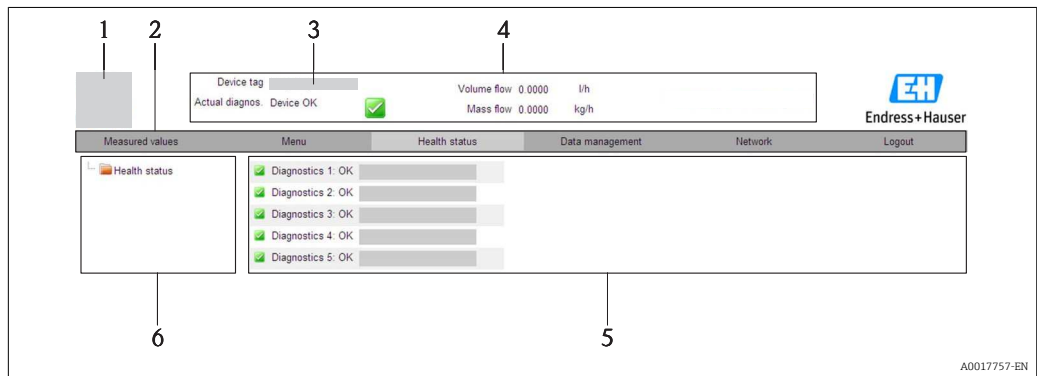 1 2 3 4
Device tag
Volume flow 0.0000 l/h
Actual diagnos. Device OK
Mass flow 0.0000 kg/h
EH
Endress+Hauser
Measured values Menu Health status Data management Network Logout
Health status
Diagnostics 1: OK
Diagnostics 2: OK
Diagnostics 3: OK
Diagnostics 4: OK
Diagnostics 5: OK
6 5
A0017757-EN